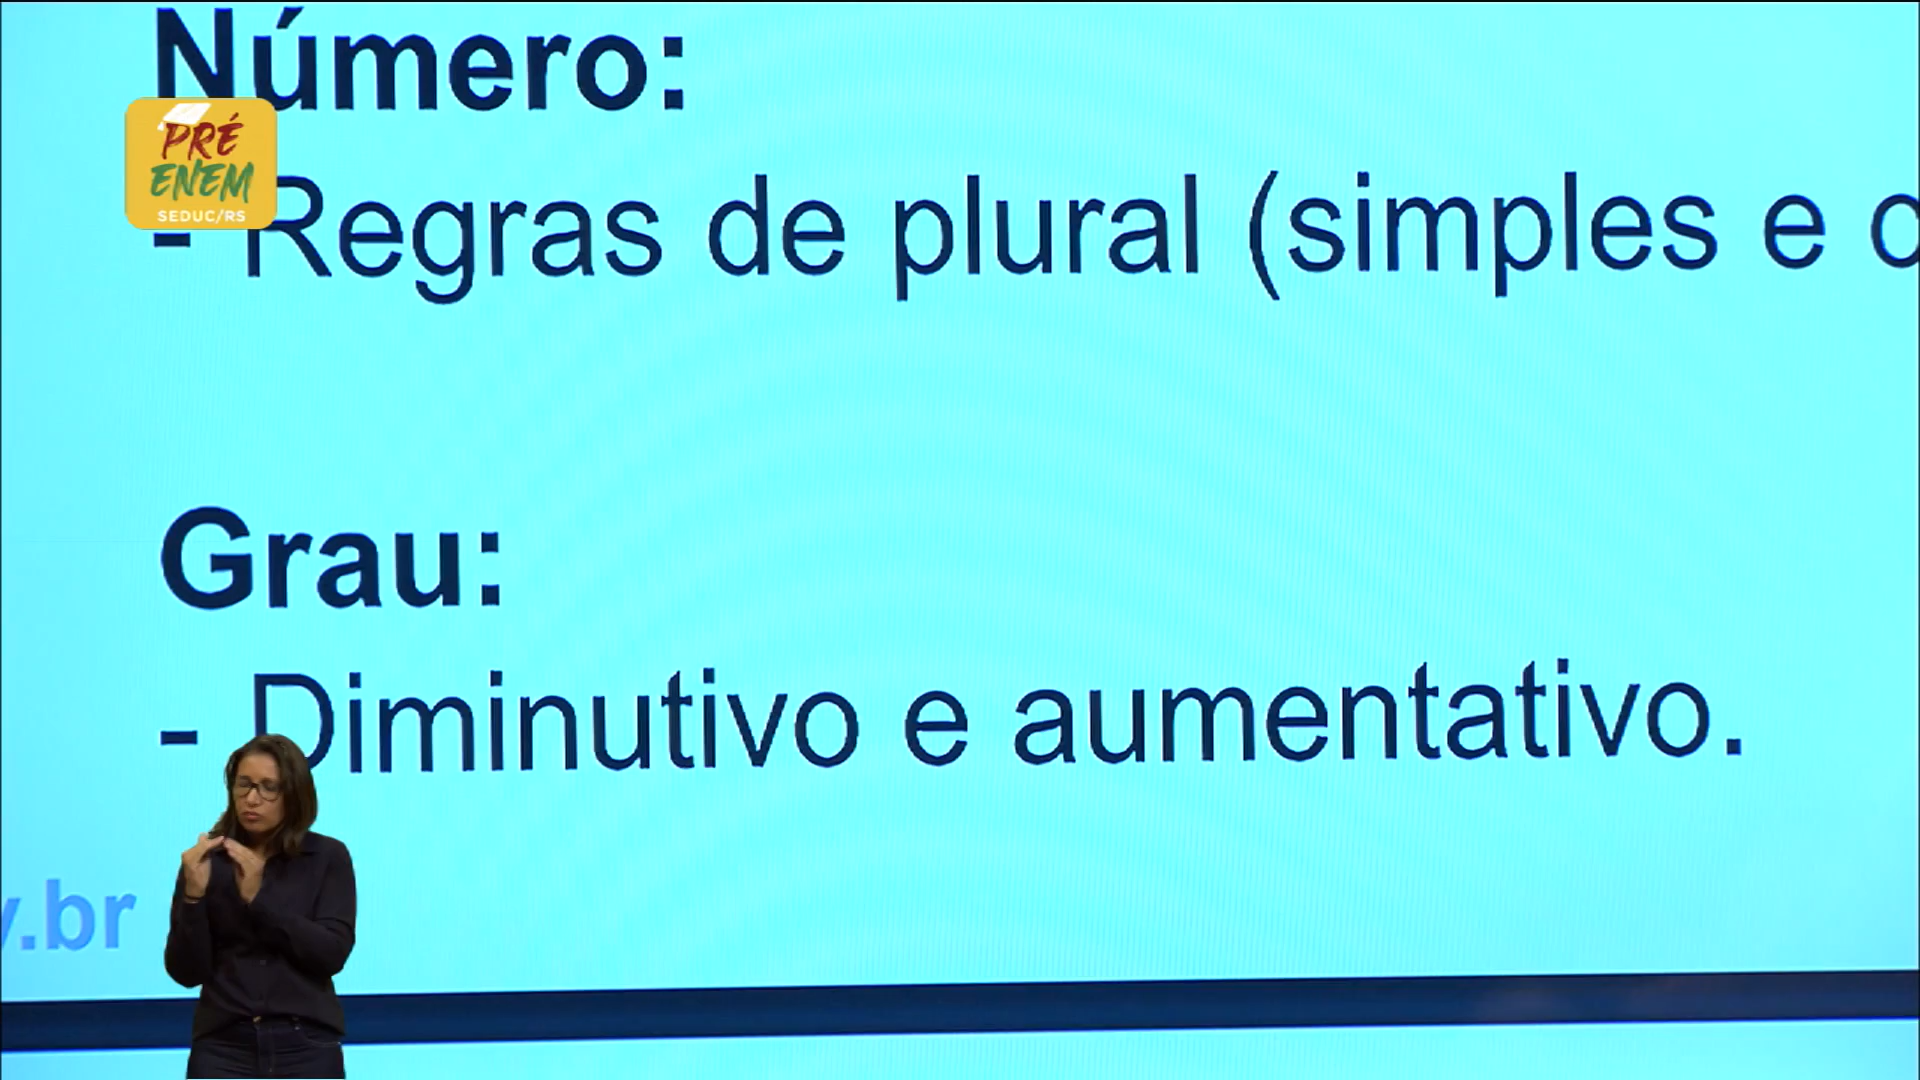 Número:
PRÉ
ENEM
SEDUC/RS
- Regras de plural (simples e
Grau:
- Diminutivo e aumentativo.
.br